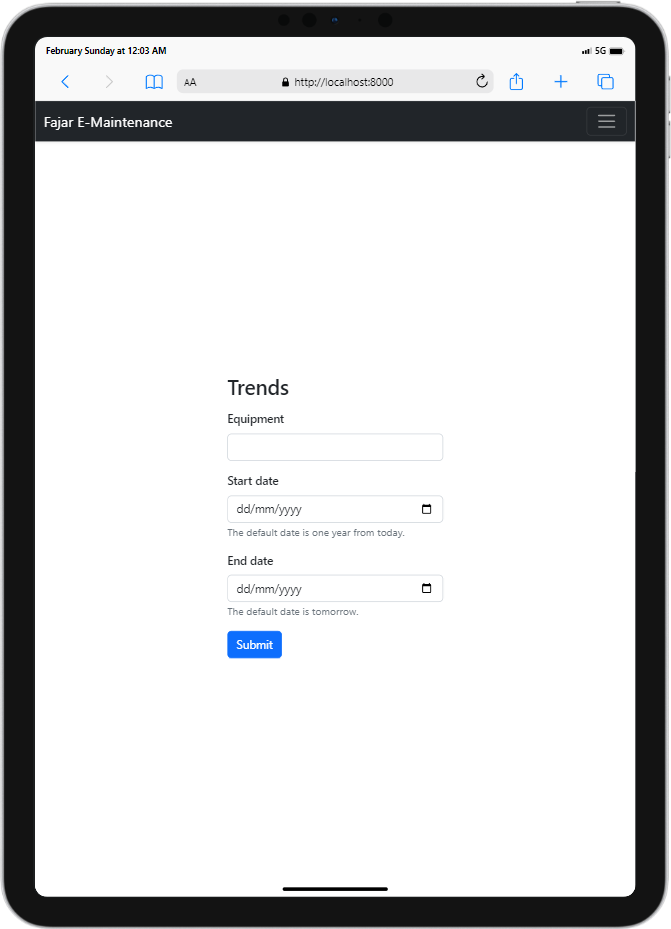 February Sunday at 12:03 AM
5G
AA
http://localhost:8000
Fajar E-Maintenance
Trends
Equipment
Start date
dd/mm/yyyy
The default date is one year from today.
End date
dd/mm/yyyy
The default date is tomorrow.
Submit